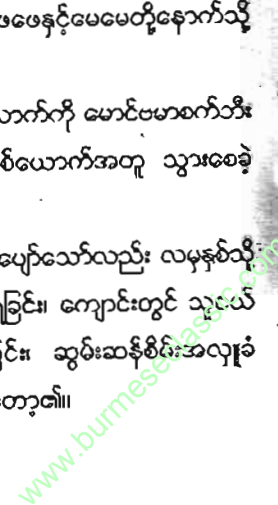 ဖေဖေနှင့်မေမေတို့နောက်သို့
ယာက်ကို မောင်ဗမာစက်ဘီး
စ်ယောက်အတူ သွားစေခဲ့
ပျော်သော်လည်း လမှနှစ်သို့
ခြင်း၊ ကျောင်းတွင် သူငယ်
ခြင်း၊ ဆွမ်းဆန်စိမ်းအလှူခံ
တော့၏။
www.burmeseclassic.com